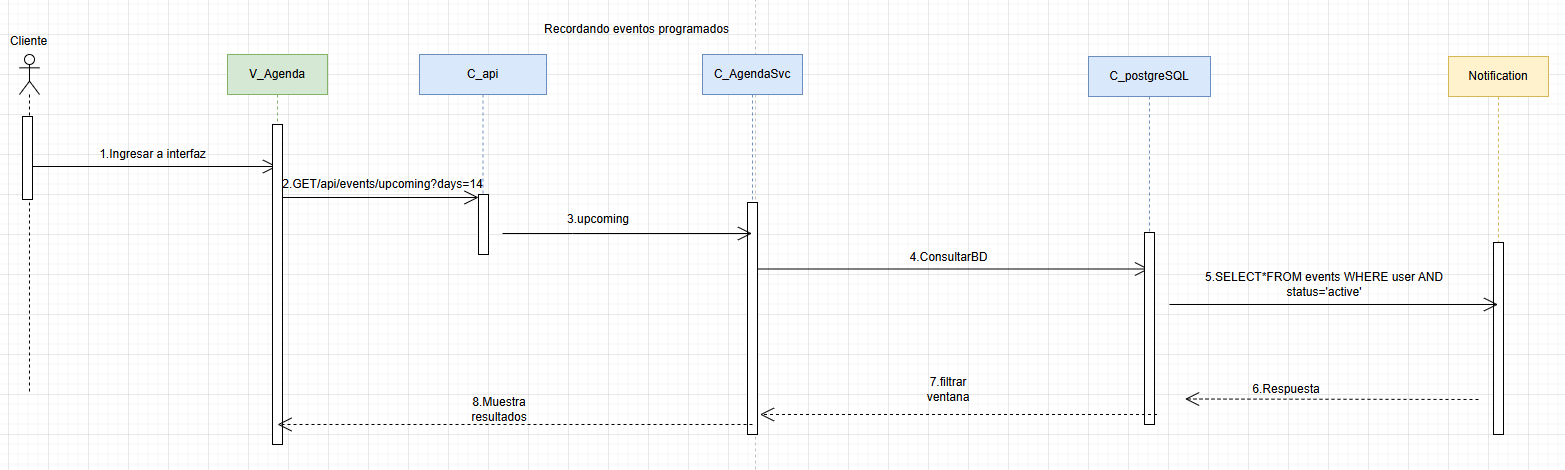 Recordando eventos programados
Cliente
V_Agenda
C_api
C_AgendaSvc
C_postgreSQL
Notification
1.Ingresar a interfaz
2.GET/api/events/upcoming?days=14
3.upcoming
4.ConsultarBD
5.SELECT*FROM events WHERE user AND
status='active'
6.Respuesta
7.filtrar
ventana
8.Muestra
resultados